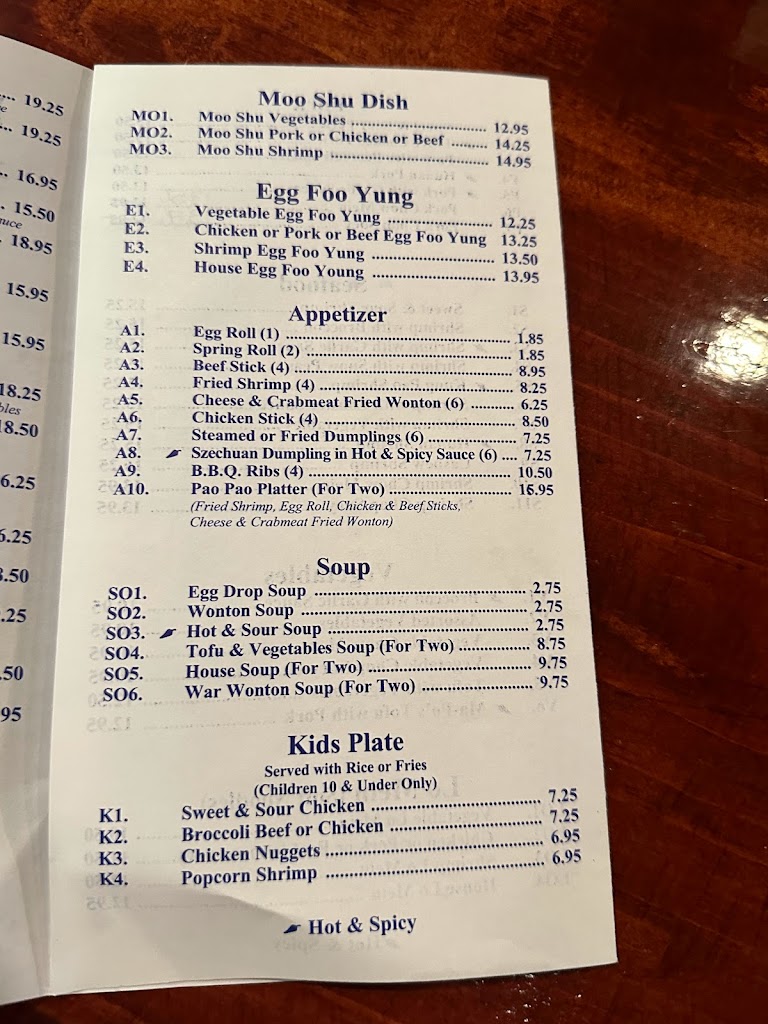 19.25
19.25
16.95
15.50
18.95
15.95
15.95
18.25
18.50
6.25
.25
.50
95
Moo Shu Dish
MO1. Moo Shu Vegetables 12.95
MO2. Moo Shu Pork or Chicken or Beef 14.25
MO3. Moo Shu Shrimp 14.95
Egg Foo Yung
E1. Vegetable Egg Foo Yung 12.25
E2. Chicken or Pork or Beef Egg Foo Yung 13.25
E3. Shrimp Egg Foo Yung 13.50
E4. House Egg Foo Young 13.95
Appetizer
A1. Egg Roll (1) 1.85
A2. Spring Roll (2) 1.85
A3. Beef Stick (4) 8.95
A4. Fried Shrimp (4) 8.25
A5. Cheese & Crabmeat Fried Wonton (6) 6.25
A6. Chicken Stick (4) 8.50
A7. Steamed or Fried Dumplings (6) 7.25
A8. Szechuan Dumpling in Hot & Spicy Sauce (6) 7.25
A9. B.B.Q. Ribs (4) 10.50
A10. Pao Pao Platter (For Two) 16.95
(Fried Shrimp, Egg Roll, Chicken & Beef Sticks,
Cheese & Crabmeat Fried Wonton)
Soup
SO1. Egg Drop Soup 2.75
SO2. Wonton Soup 2.75
SO3. Hot & Sour Soup 2.75
SO4. Tofu & Vegetables Soup (For Two) 8.75
SO5. House Soup (For Two) 9.75
SO6. War Wonton Soup (For Two) 9.75
Kids Plate
Served with Rice or Fries
(Children 10 & Under Only)
K1. Sweet & Sour Chicken 7.25
K2. Broccoli Beef or Chicken 7.25
K3. Chicken Nuggets 6.95
K4. Popcorn Shrimp 6.95
Hot & Spicy